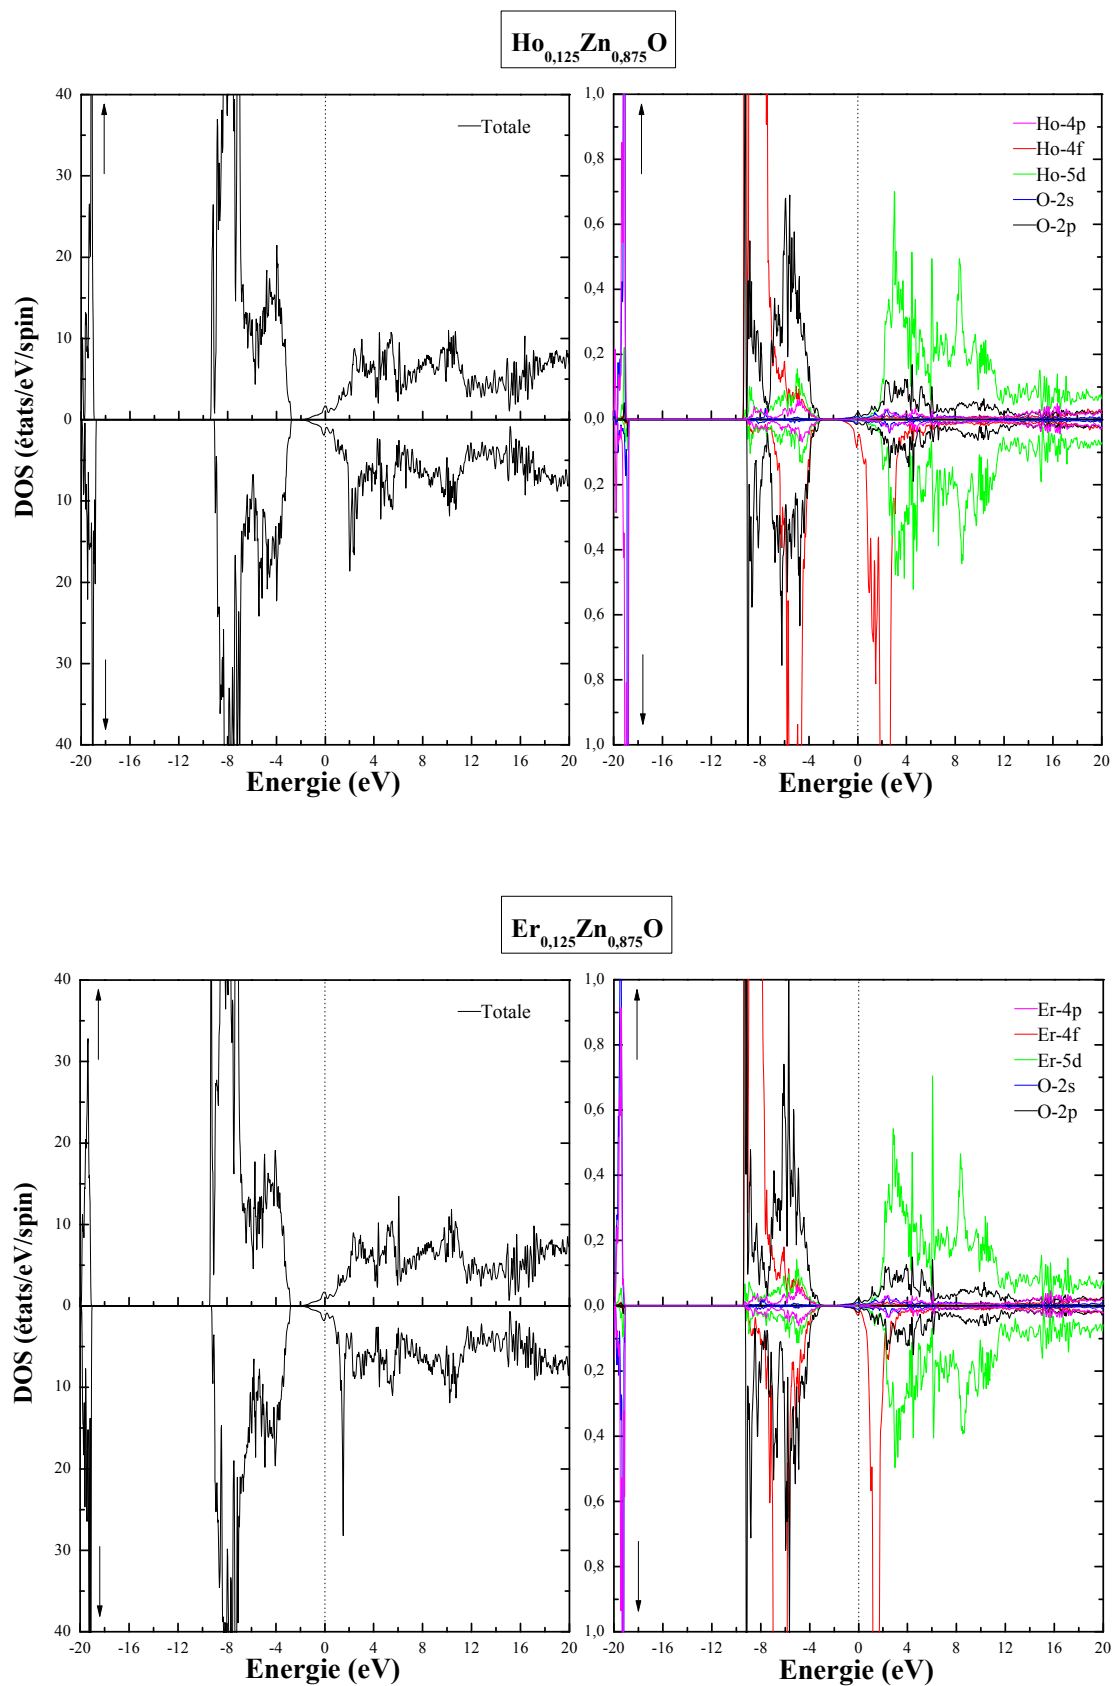 Ho0,125Zn0,875O
40
30
20
10
0
10
20
30
40
-20 -16 -12 -8 -4 0 4 8 12 16 20
DOS (états/eV/spin)
Energie (eV)
Totale
1,0
0,8
0,6
0,4
0,2
0,0
0,2
0,4
0,6
0,8
1,0
-20 -16 -12 -8 -4 0 4 8 12 16 20
Energie (eV)
Ho-4p
Ho-4f
Ho-5d
O-2s
O-2p
Er0,125Zn0,875O
40
30
20
10
0
10
20
30
40
-20 -16 -12 -8 -4 0 4 8 12 16 20
DOS (états/eV/spin)
Energie (eV)
Totale
1,0
0,8
0,6
0,4
0,2
0,0
0,2
0,4
0,6
0,8
1,0
-20 -16 -12 -8 -4 0 4 8 12 16 20
Energie (eV)
Er-4p
Er-4f
Er-5d
O-2s
O-2p